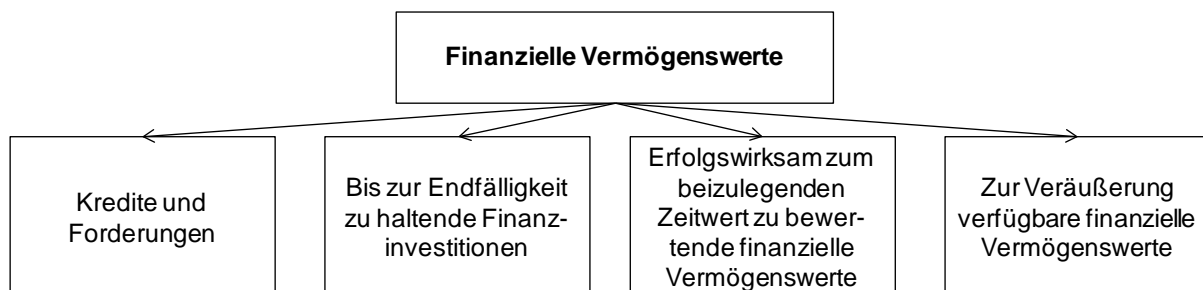 Finanzielle Vermögenswerte
Kredite und
Forderungen
Bis zur Endfälligkeit
zu haltende Finanz-
investitionen
Erfolgswirksam zum
beizulegenden
Zeitwert zu bewer-
tende finanzielle
Vermögenswerte
Zur Veräußerung
verfügbare finanzielle
Vermögenswerte